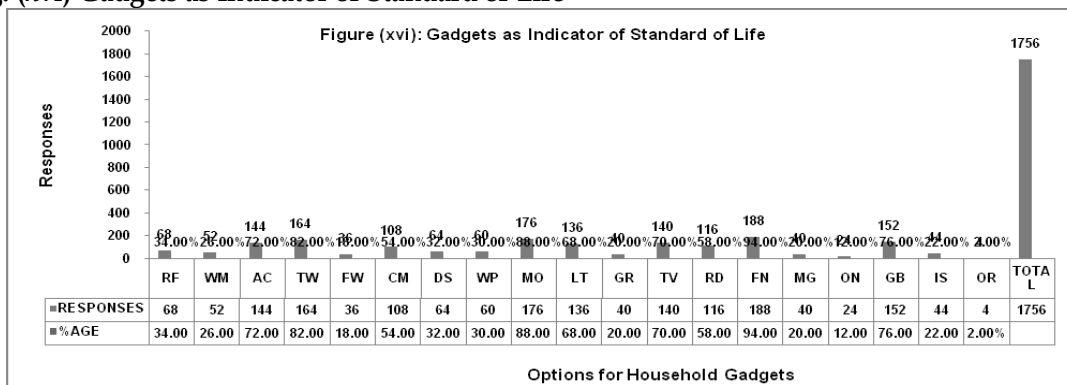 (xvi) Gadgets as Indicator of Standard of Life
Figure (xvi): Gadgets as Indicator of Standard of Life
Responses
2000
1800
1600
1400
1200
1000
800
600
400
200
0
68 52 144 164 36 108 64 60 176 136 40 140 116 188 40 24 152 44 4 1756
34.00% 26.00% 72.00% 82.00% 18.00% 54.00% 32.00% 30.00% 88.00% 68.00% 20.00% 70.00% 58.00% 94.00% 20.00% 12.00% 76.00% 22.00% 2.00%
RF WM AC TW FW CM DS WP MO LT GR TV RD FN MG ON GB IS OR TOTA
L
RESPONSES 68 52 144 164 36 108 64 60 176 136 40 140 116 188 40 24 152 44 4 1756
%AGE 34.00 26.00 72.00 82.00 18.00 54.00 32.00 30.00 88.00 68.00 20.00 70.00 58.00 94.00 20.00 12.00 76.00 22.00 2.00%
Options for Household Gadgets